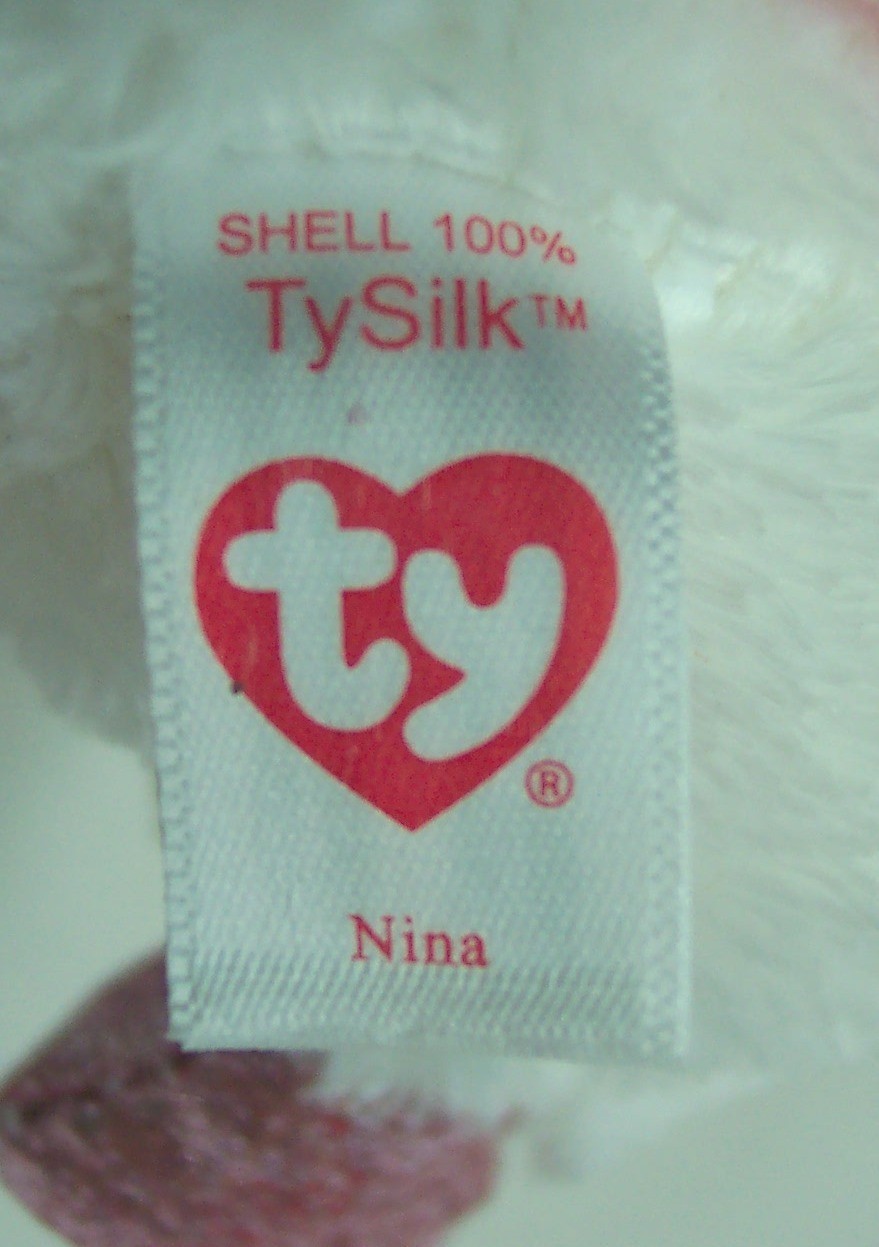 SHELL 100%
TySilk™
ty
®
Nina